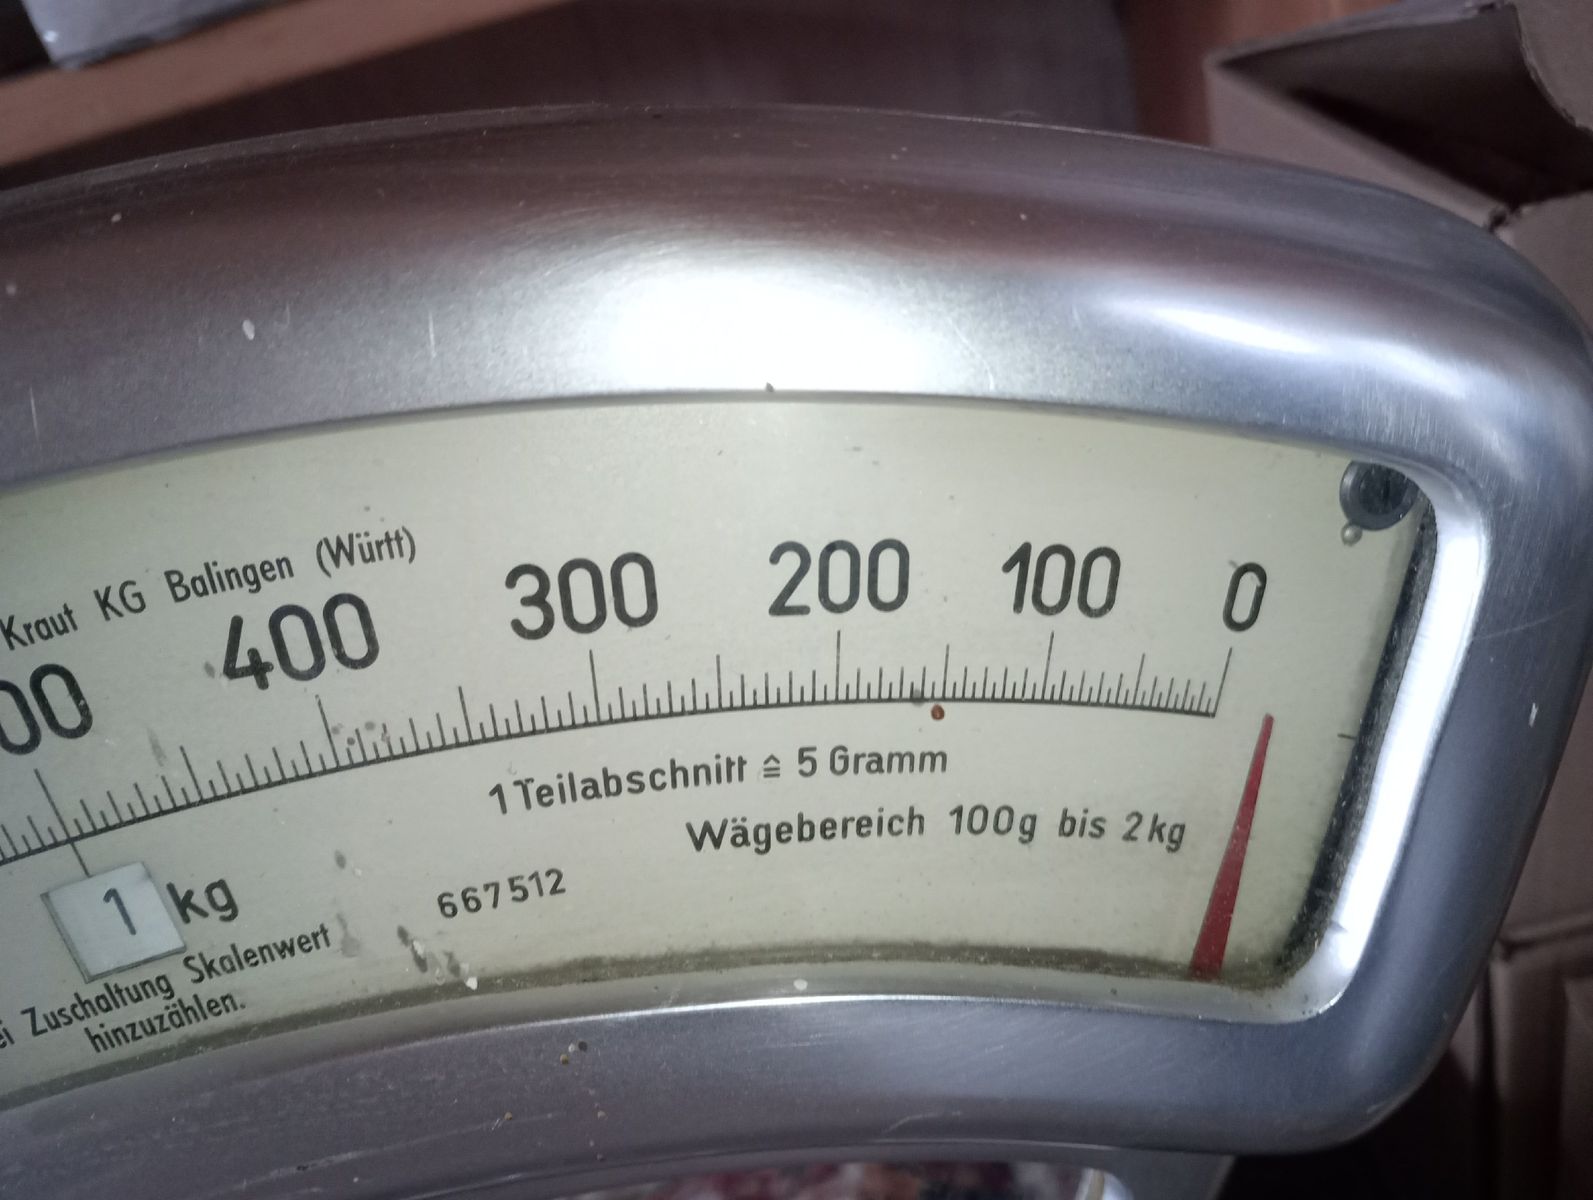 Kraut KG Balingen (Württ)
400 300 200 100 0
1 Teilabschnitt ≙ 5 Gramm
Wägebereich 100g bis 2kg
1 kg
667512
Zuschaltung Skalenwert
hinzuzählen.